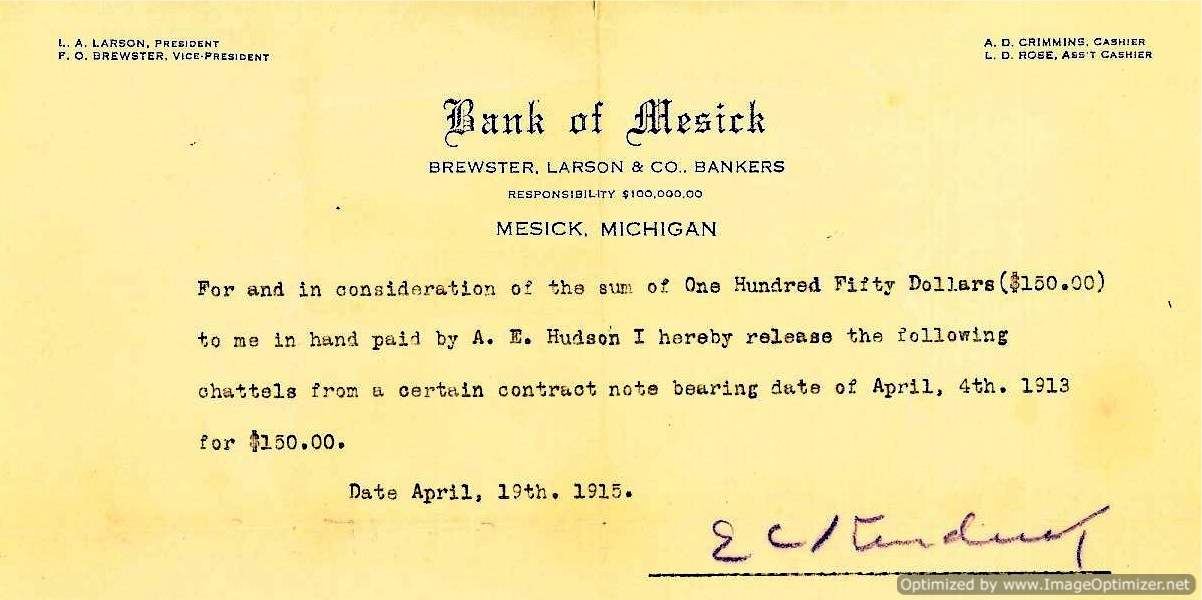 L. A. LARSON, PRESIDENT
F. O. BREWSTER, VICE-PRESIDENT
A. D. CRIMMINS, CASHIER
L. D. ROSE, ASS'T CASHIER
Bank of Mesick
BREWSTER, LARSON & CO., BANKERS
RESPONSIBILITY $100,000.00
MESICK, MICHIGAN
For and in consideration of the sum of One Hundred Fifty Dollars($150.00)
to me in hand paid by A. E. Hudson I hereby release the following
chattels from a certain contract note bearing date of April, 4th. 1913
for $150.00.
Date April, 19th. 1915.
E C
Optimized by www.ImageOptimizer.net